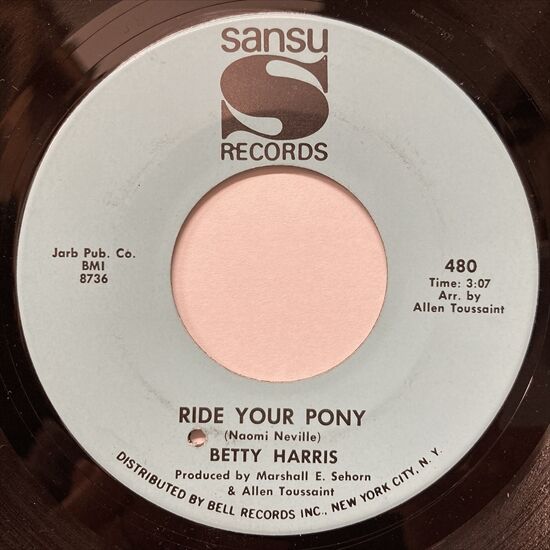 sansu
S
RECORDS
Jarb Pub. Co.
BMI
8736
480
Time: 3:07
Arr. by
Allen Toussaint
RIDE YOUR PONY
(Naomi Neville)
BETTY HARRIS
Produced by Marshall E. Sehorn
& Allen Toussaint
DISTRIBUTED BY BELL RECORDS INC., NEW YORK CITY, N. Y.